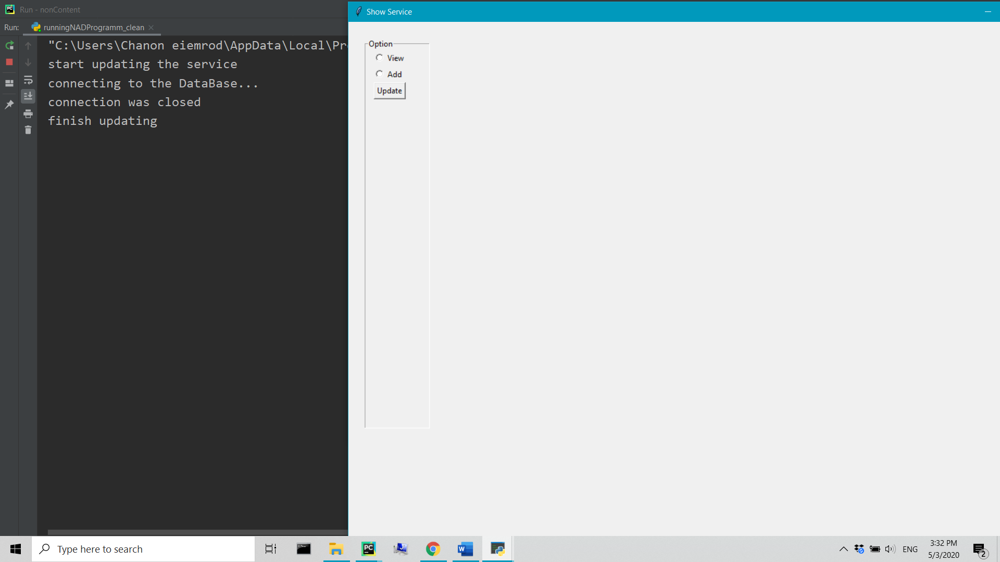 Run - nonContent
Run:
runningNADProgramm_clean
"C:\Users\Chanon eiemrod\AppData\Local\Pr
start updating the service
connecting to the DataBase...
connection was closed
finish updating
Show Service
Option
View
Add
Update
Type here to search
PC
W
ENG
3:32 PM
5/3/2020
2